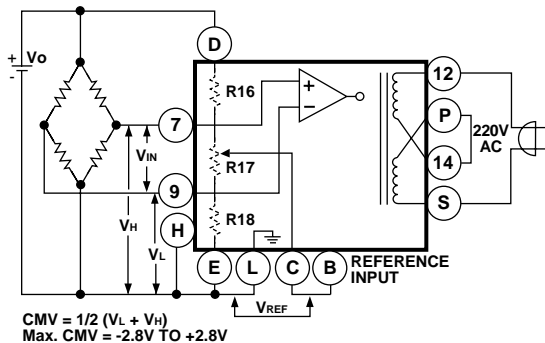 + Vo
-
D
R16
7
+
−
VIN
R17
9
VH
VL
H
R18
E
L
C
B
REFERENCE
INPUT
VREF
12
P
220V
AC
14
S
CMV = 1/2 (VL + VH)
Max. CMV = -2.8V TO +2.8V